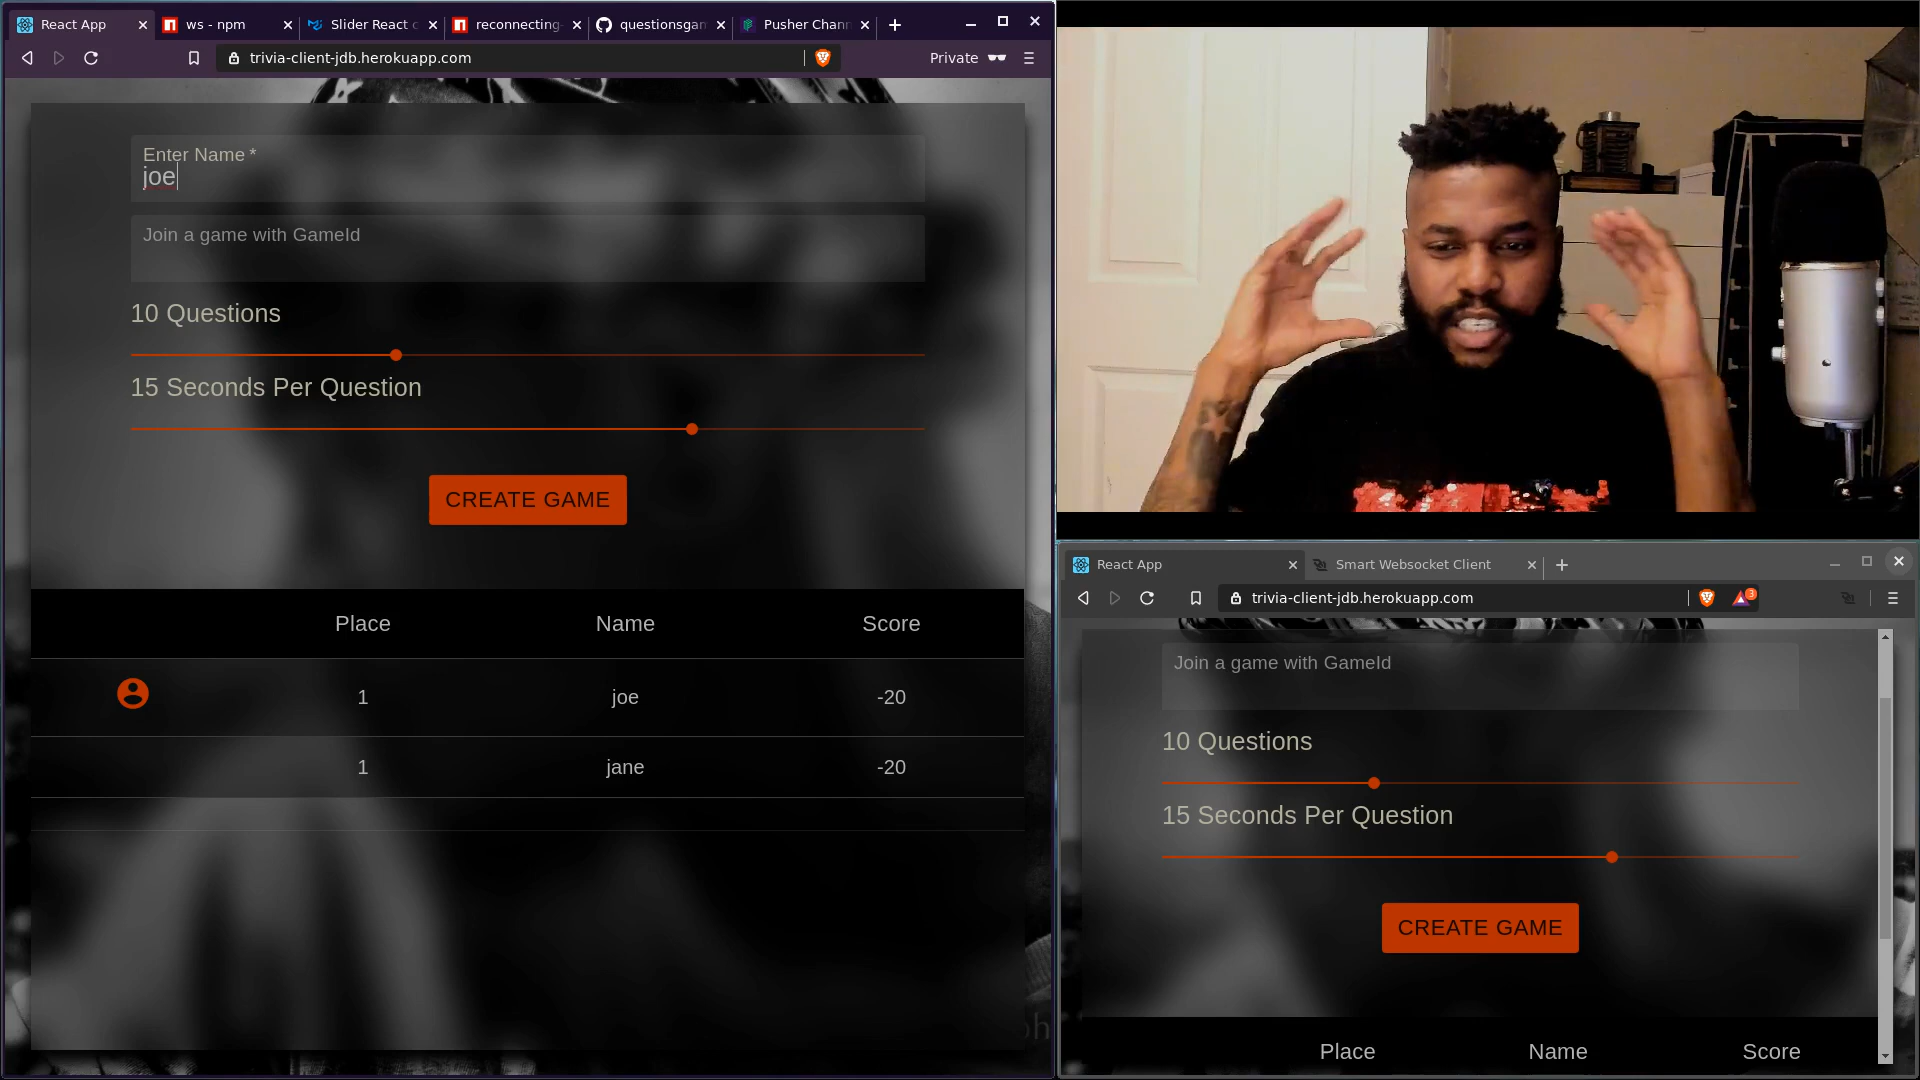 React App
ws - npm
Slider React
reconnecting-
questionsgam
Pusher Chann
trivia-client-jdb.herokuapp.com
Private
Enter Name *
joe
Join a game with GameId
10 Questions
15 Seconds Per Question
CREATE GAME
Place Name Score
1 joe -20
1 jane -20
React App
Smart Websocket Client
trivia-client-jdb.herokuapp.com
3
Join a game with GameId
10 Questions
15 Seconds Per Question
CREATE GAME
Place Name Score